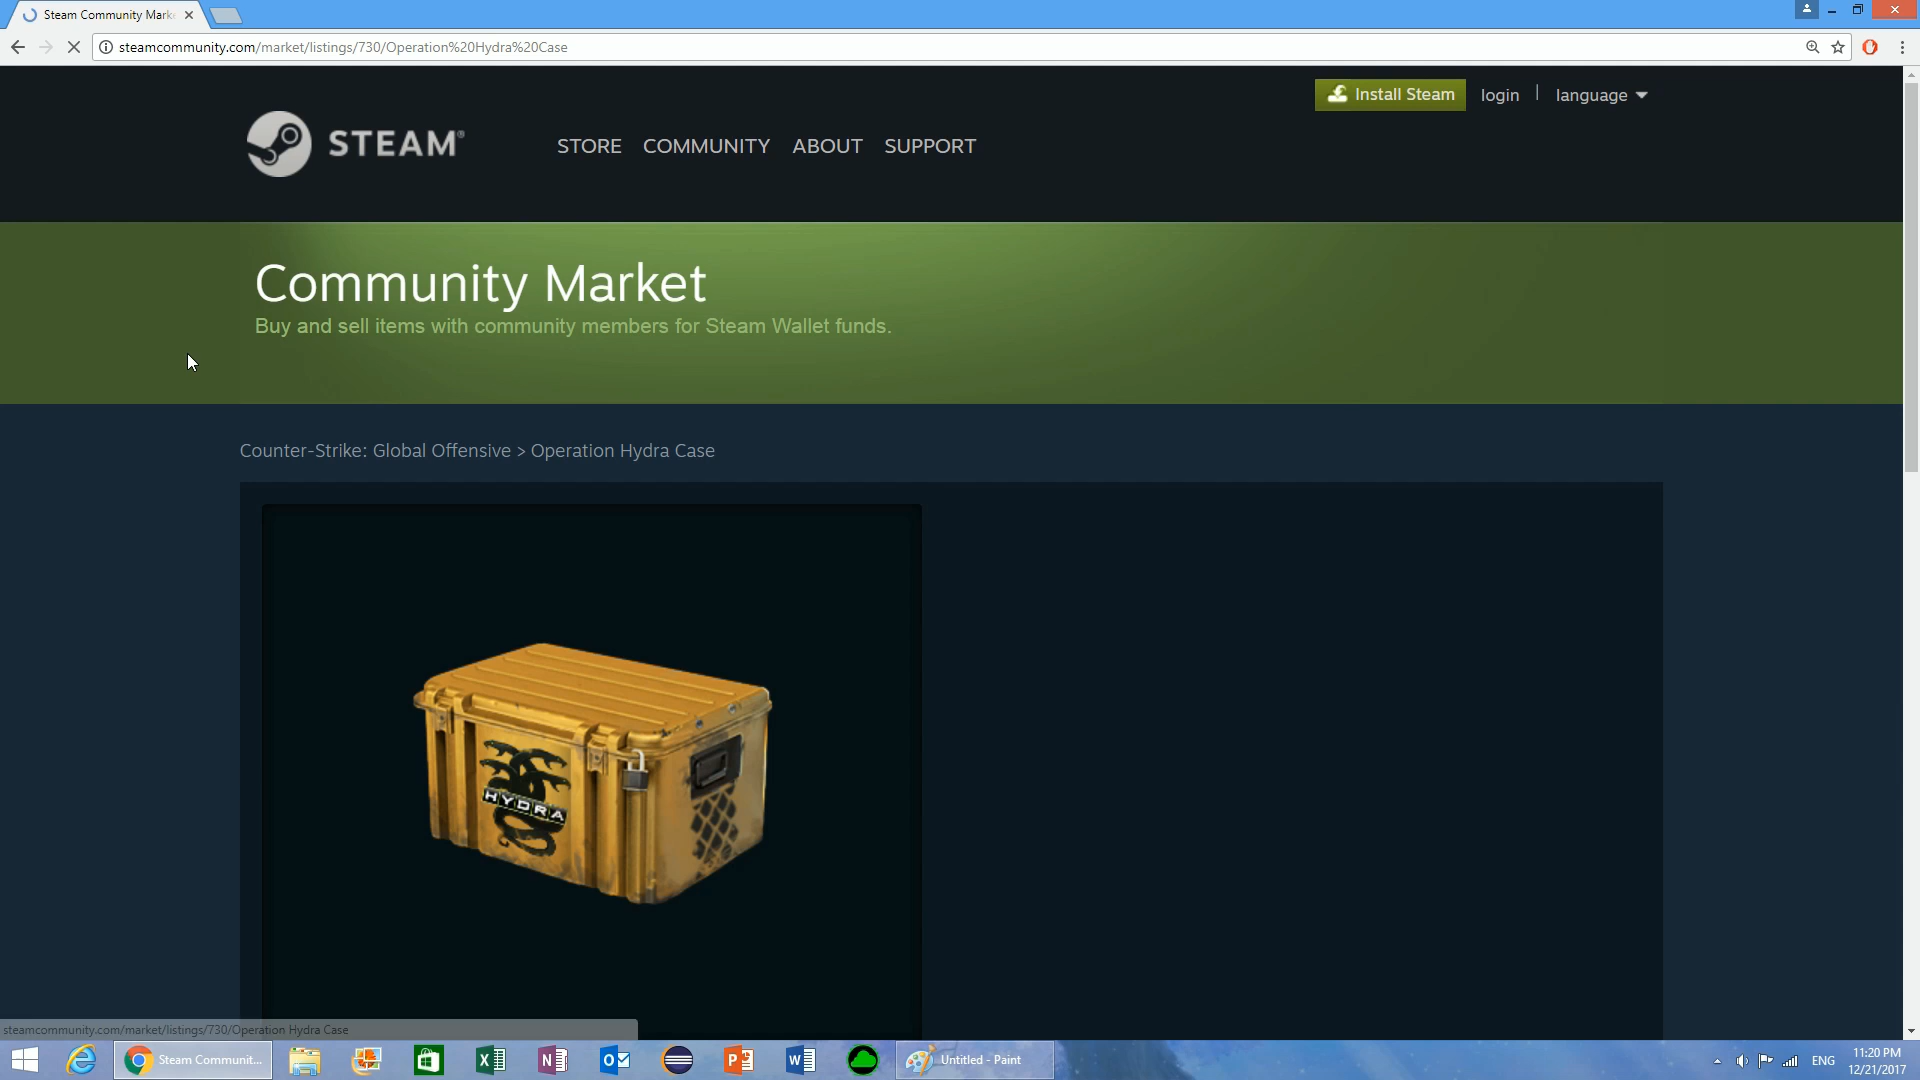 Steam Community Mark
steamcommunity.com/market/listings/730/Operation%20Hydra%20Case
Install Steam
login
language
STEAM®
STORE
COMMUNITY
ABOUT
SUPPORT
Community Market
Buy and sell items with community members for Steam Wallet funds.
Counter-Strike: Global Offensive > Operation Hydra Case
HYDRA
steamcommunity.com/market/listings/730/Operation Hydra Case
Steam Communit...
Untitled - Paint
ENG
11:20 PM
12/21/2017